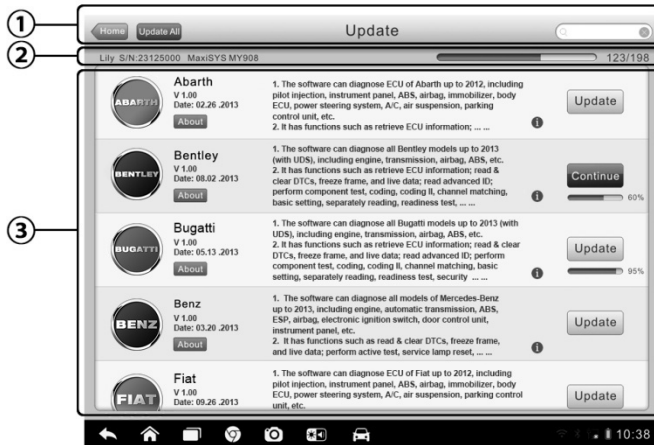 ①
Home Update All Update
②
Lily S/N:23125000 MaxiSYS MY908 123/198
③
ABARTH
Abarth
V 1.00
Date: 02.26 .2013
About
1. The software can diagnose ECU of Abarth up to 2012, including
pilot injection, instrument panel, ABS, airbag, immobilizer, body
ECU, power steering system, A/C, air suspension, parking
control unit, etc.
2. It has functions such as retrieve ECU information; ... ...
Update
BENTLEY
Bentley
V 1.00
Date: 08.02 .2013
About
1. The software can diagnose all Bentley models up to 2013
(with UDS), including engine, transmission, airbag, ABS, etc.
2. It has functions such as retrieve ECU information; read &
clear DTCs, freeze frame, and live data; read advanced ID;
perform component test, coding, coding II, channel matching,
basic setting, separately reading, readiness test, ... ...
Continue
60%
BUGATTI
Bugatti
V 1.00
Date: 05.13 .2013
About
1. The software can diagnose all Bugatti models up to 2013 (with
UDS), including engine, transmission, airbag, ABS, etc.
2. It has functions such as retrieve ECU information; read & clear
DTCs, freeze frame, and live data; read advanced ID; perform
component test, coding, coding II, channel matching, basic
setting, separately reading, readiness test, security ... ...
Update
95%
BENZ
Benz
V 1.00
Date: 03.20 .2013
About
1. The software can diagnose all models of Mercedes-Benz
up to 2013, including engine, automatic transmission, ABS,
ESP, airbag, electronic ignition switch, door control unit,
instrument panel, etc.
2. It has functions such as read & clear DTCs, freeze frame,
and live data; perform active test, service lamp reset, ... ...
Update
FIAT
Fiat
V 1.00
Date: 09.26 .2013
1. The software can diagnose ECU of Fiat up to 2012, including
pilot injection, instrument panel, ABS, airbag, immobilizer, body
ECU, power steering system, A/C, air suspension, parking control
unit, etc.
Update
10:38